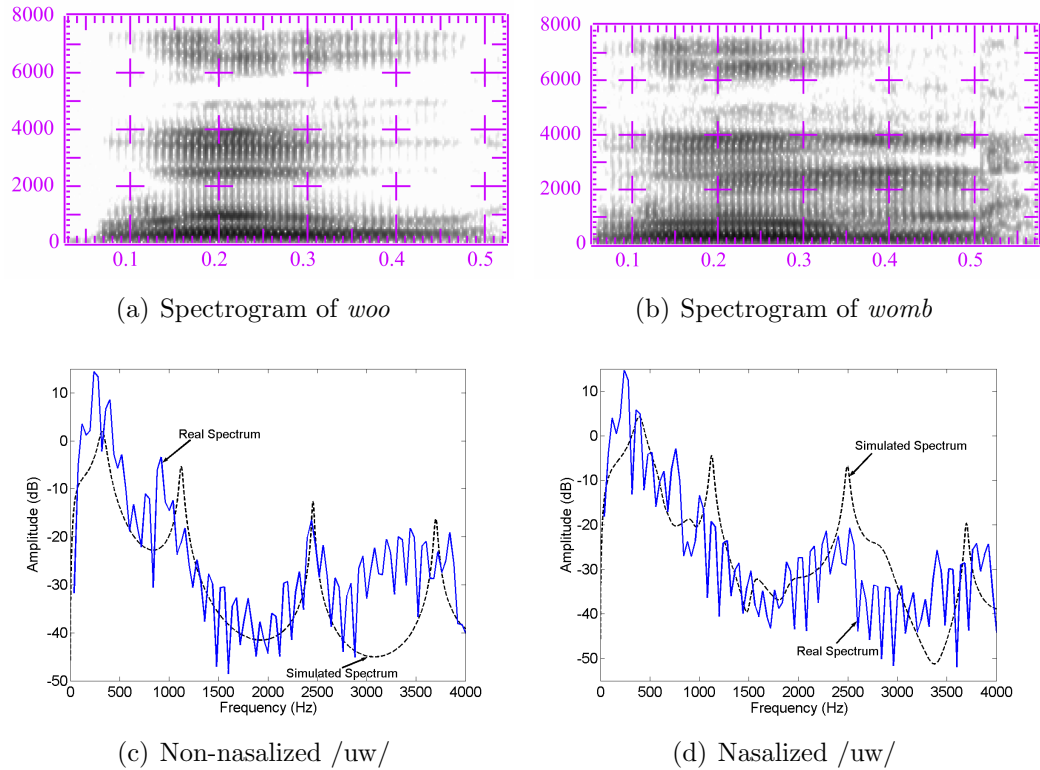 8000
6000
4000
2000
0
0.1 0.2 0.3 0.4 0.5
(a) Spectrogram of woo
8000
6000
4000
2000
0
0.1 0.2 0.3 0.4 0.5
(b) Spectrogram of womb
10
0
-10
-20
-30
-40
-50
Amplitude (dB)
Real Spectrum
Simulated Spectrum
0 500 1000 1500 2000 2500 3000 3500 4000
Frequency (Hz)
(c) Non-nasalized /uw/
10
0
-10
-20
-30
-40
-50
Amplitude (dB)
Simulated Spectrum
Real Spectrum
0 500 1000 1500 2000 2500 3000 3500 4000
Frequency (Hz)
(d) Nasalized /uw/